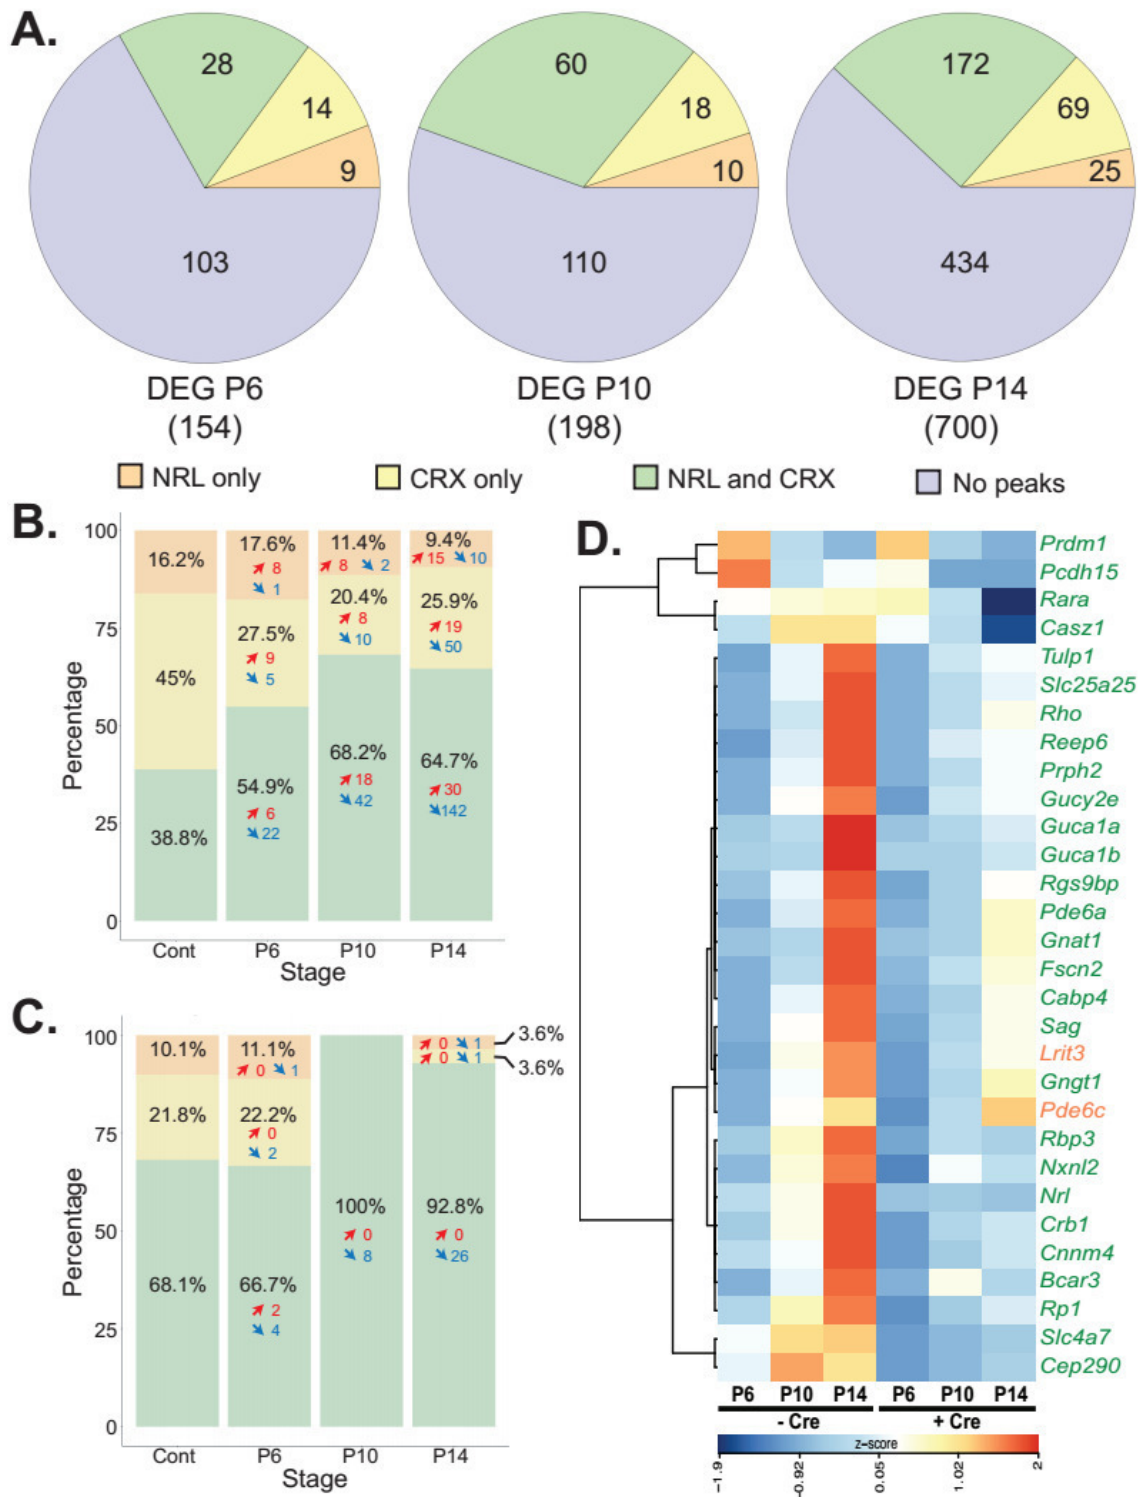 A.
28
14
9
103
60
18
10
110
172
69
25
434
DEG P6
(154)
DEG P10
(198)
DEG P14
(700)
NRL only
CRX only
NRL and CRX
No peaks
B.
Percentage
100
75
50
25
0
16.2%
45%
38.8%
17.6%
8
1
27.5%
9
5
54.9%
6
22
11.4%
8 2
20.4%
8
10
68.2%
18
42
9.4%
15 10
25.9%
19
50
64.7%
30
142
Cont P6 P10 P14
Stage
C.
Percentage
100
75
50
25
0
10.1%
21.8%
68.1%
11.1%
0 1
22.2%
0
2
66.7%
2
4
100%
0
8
0 1
0 1
3.6%
3.6%
92.8%
0
26
Cont P6 P10 P14
Stage
D.
Prdm1
Pcdh15
Rara
Casz1
Tulp1
Slc25a25
Rho
Reep6
Prph2
Gucy2e
Guca1a
Guca1b
Rgs9bp
Pde6a
Gnat1
Fscn2
Cabp4
Sag
Lrit3
Gngt1
Pde6c
Rbp3
Nxnl2
Nrl
Crb1
Cnnm4
Bcar3
Rp1
Slc4a7
Cep290
P6 P10 P14 P6 P10 P14
- Cre + Cre
z-score
-1.9
-0.92
0.05
1.02
2